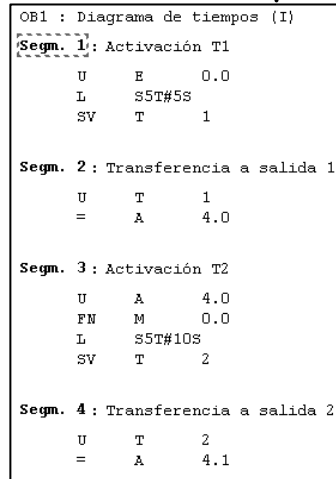 OB1 : Diagrama de tiempos (I)
Segm. 1: Activación T1
U E 0.0
L S5T#5S
SV T 1
Segm. 2: Transferencia a salida 1
U T 1
= A 4.0
Segm. 3: Activación T2
U A 4.0
FN M 0.0
L S5T#10S
SV T 2
Segm. 4: Transferencia a salida 2
U T 2
= A 4.1